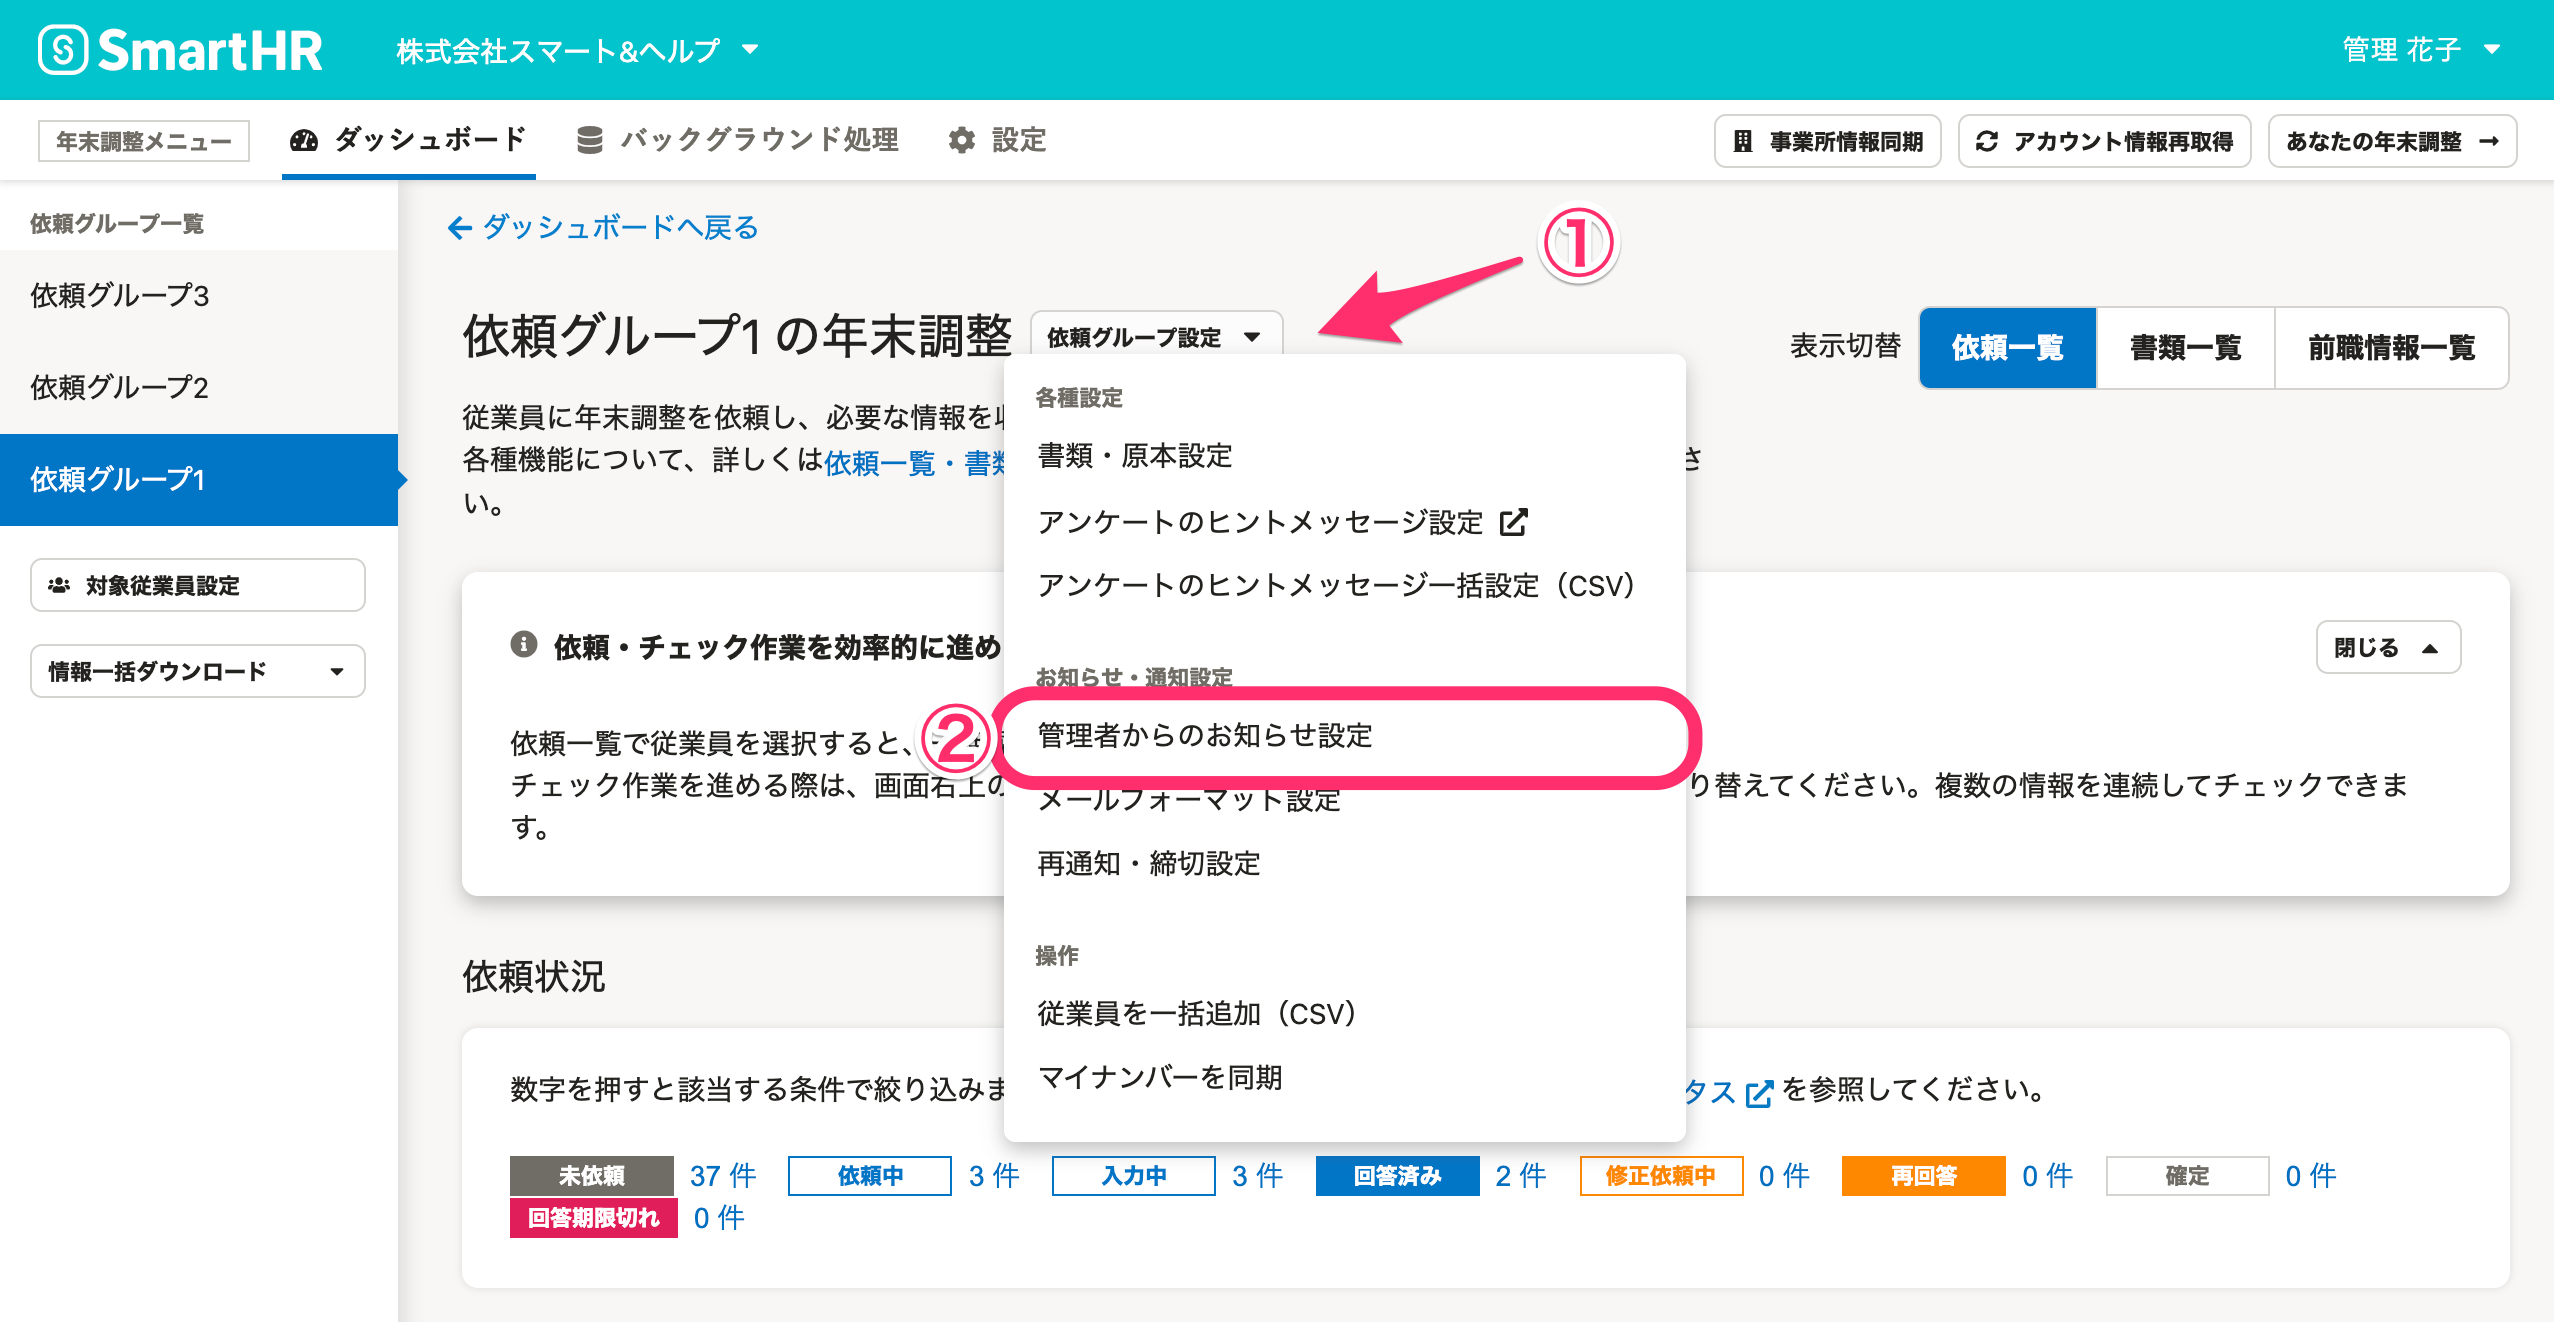 SmartHR 株式会社スマート&ヘルプ 管理 花子
年末調整メニュー ダッシュボード バックグラウンド処理 設定 事業所情報同期 アカウント情報再取得 あなたの年末調整 →
依頼グループ一覧
依頼グループ3
依頼グループ2
依頼グループ1
対象従業員設定
情報一括ダウンロード
← ダッシュボードへ戻る
①
依頼グループ1 の年末調整 依頼グループ設定
表示切替 依頼一覧 書類一覧 前職情報一覧
従業員に年末調整を依頼し、必要な情報を
各種機能について、詳しくは依頼一覧・書 さ
い。
各種設定
書類・原本設定
アンケートのヒントメッセージ設定
アンケートのヒントメッセージ一括設定（CSV）
お知らせ・通知設定
②
管理者からのお知らせ設定
メールフォーマット設定
再通知・締切設定
操作
従業員を一括追加（CSV）
マイナンバーを同期
依頼・チェック作業を効率的に進め
閉じる
依頼一覧で従業員を選択すると、
チェック作業を進める際は、画面右上の り替えてください。複数の情報を連続してチェックできま
す。
依頼状況
数字を押すと該当する条件で絞り込みま タス を参照してください。
未依頼 37 件 依頼中 3 件 入力中 3 件 回答済み 2 件 修正依頼中 0 件 再回答 0 件 確定 0 件
回答期限切れ 0 件